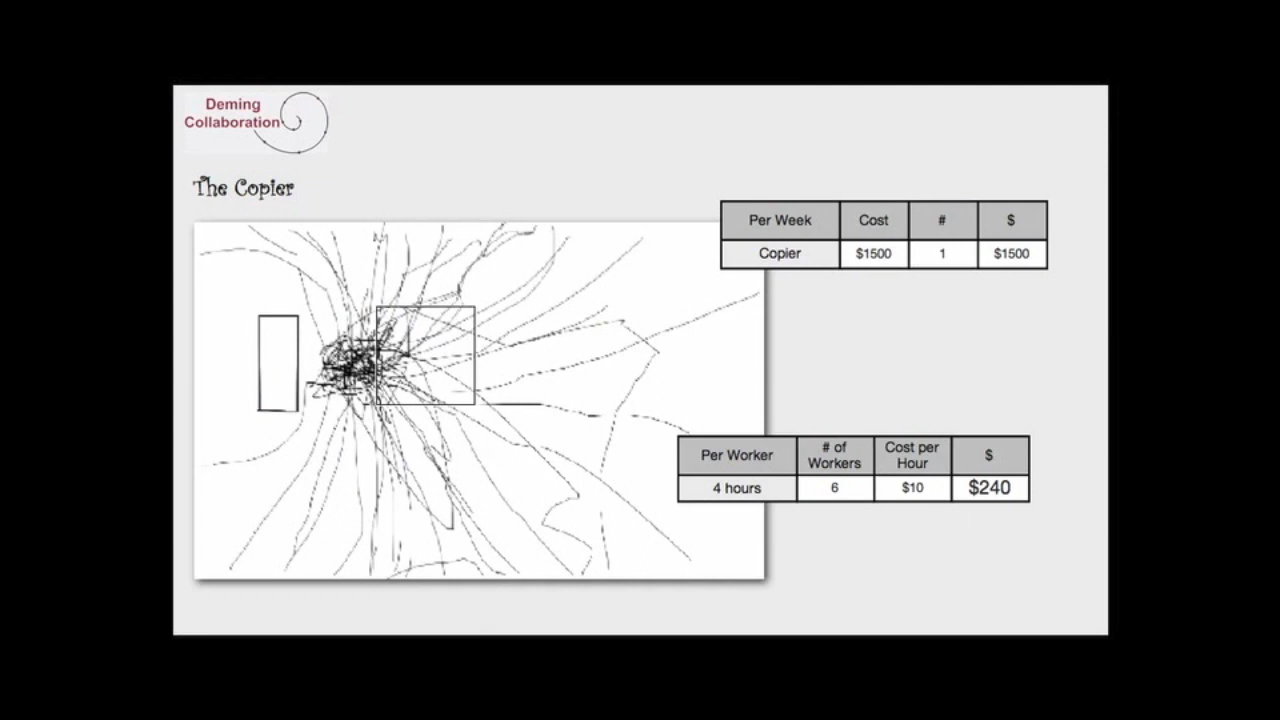 Deming
Collaboration
The Copier
Per Week Cost # $
Copier $1500 1 $1500
Per Worker # of Workers Cost per Hour $
4 hours 6 $10 $240